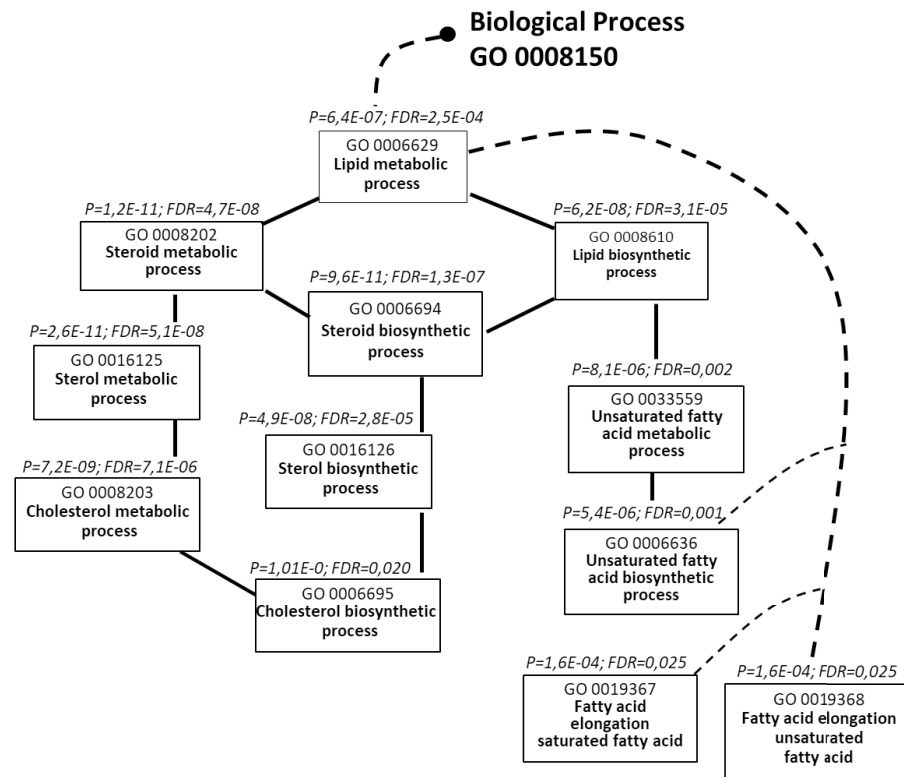 Biological Process
GO 0008150
P=6,4E-07; FDR=2,5E-04
GO 0006629
Lipid metabolic
process
P=1,2E-11; FDR=4,7E-08
GO 0008202
Steroid metabolic
process
P=6,2E-08; FDR=3,1E-05
GO 0008610
Lipid biosynthetic
process
P=9,6E-11; FDR=1,3E-07
GO 0006694
Steroid biosynthetic
process
P=2,6E-11; FDR=5,1E-08
GO 0016125
Sterol metabolic
process
P=8,1E-06; FDR=0,002
GO 0033559
Unsaturated fatty
acid metabolic
process
P=4,9E-08; FDR=2,8E-05
GO 0016126
Sterol biosynthetic
process
P=7,2E-09; FDR=7,1E-06
GO 0008203
Cholesterol metabolic
process
P=5,4E-06; FDR=0,001
GO 0006636
Unsaturated fatty
acid biosynthetic
process
P=1,01E-0; FDR=0,020
GO 0006695
Cholesterol biosynthetic
process
P=1,6E-04; FDR=0,025
GO 0019367
Fatty acid
elongation
saturated fatty acid
P=1,6E-04; FDR=0,025
GO 0019368
Fatty acid elongation
unsaturated
fatty acid